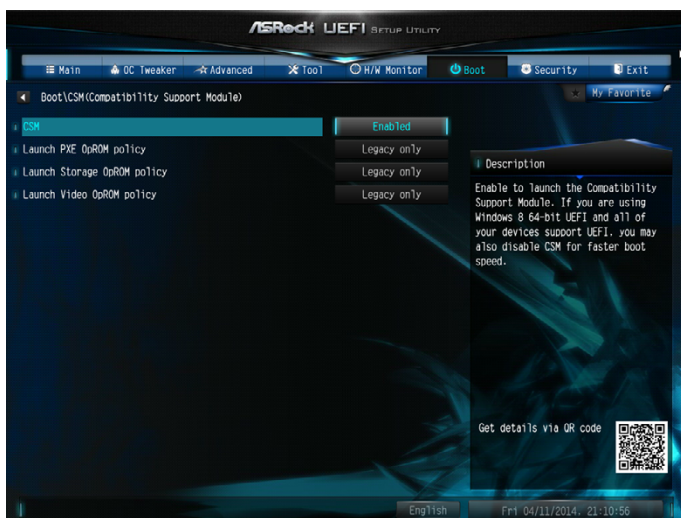 ASRock UEFI SETUP UTILITY
Main OC Tweaker Advanced Tool H/W Monitor Boot Security Exit
Boot\CSM(Compatibility Support Module)
My Favorite
CSM Enabled
Launch PXE OpROM policy Legacy only
Launch Storage OpROM policy Legacy only
Launch Video OpROM policy Legacy only
Description
Enable to launch the Compatibility
Support Module. If you are using
Windows 8 64-bit UEFI and all of
your devices support UEFI. you may
also disable CSM for faster boot
speed.
Get details via QR code
English
Fri 04/11/2014. 21:10:56